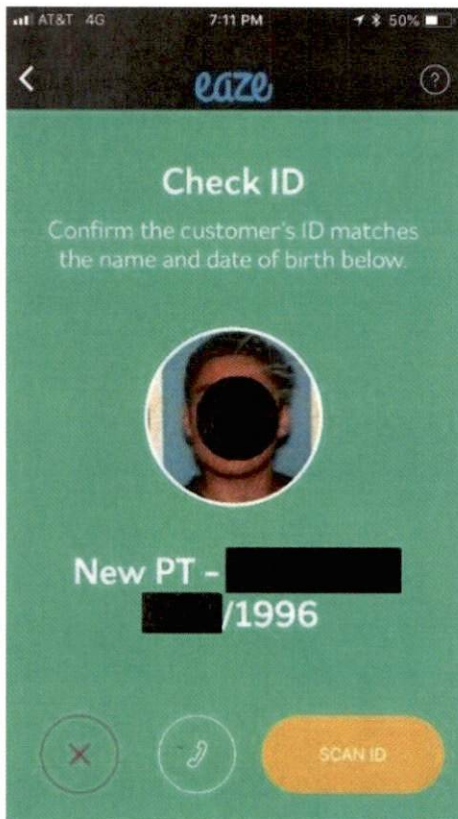 AT&T 4G 7:11 PM 50%
eaze
?
Check ID
Confirm the customer's ID matches
the name and date of birth below.
New PT -
/1996
SCAN ID